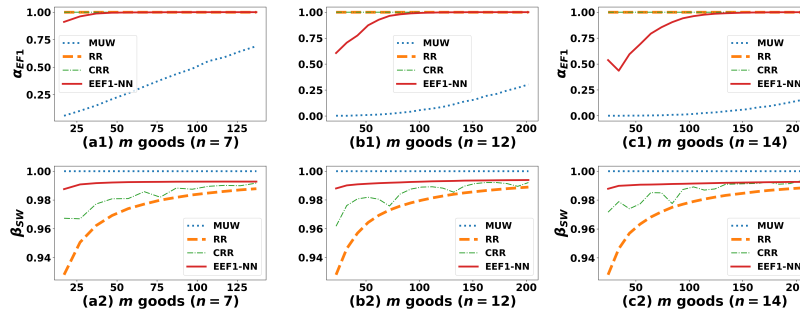 1.00
0.75
0.50
0.25
α_EF1
MUW
RR
CRR
EEF1-NN
25 50 75 100 125
(a1) m goods (n = 7)
1.00
0.75
0.50
0.25
0.00
α_EF1
MUW
RR
CRR
EEF1-NN
50 100 150 200
(b1) m goods (n = 12)
1.00
0.75
0.50
0.25
0.00
α_EF1
MUW
RR
CRR
EEF1-NN
50 100 150
(c1) m goods (n = 14)
1.00
0.98
0.96
0.94
β_SW
MUW
RR
CRR
EEF1-NN
25 50 75 100 125
(a2) m goods (n = 7)
1.00
0.98
0.96
0.94
β_SW
MUW
RR
CRR
EEF1-NN
50 100 150 200
(b2) m goods (n = 12)
1.00
0.98
0.96
0.94
β_SW
MUW
RR
CRR
EEF1-NN
50 100 150
(c2) m goods (n = 14)